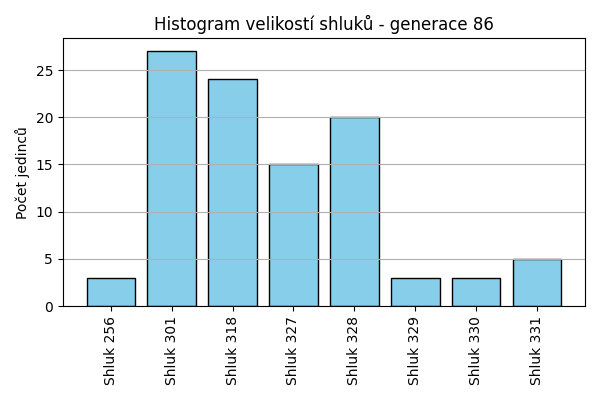 Histogram velikostí shluků - generace 86
Počet jedinců
25
20
15
10
5
0
Shluk 256
Shluk 301
Shluk 318
Shluk 327
Shluk 328
Shluk 329
Shluk 330
Shluk 331